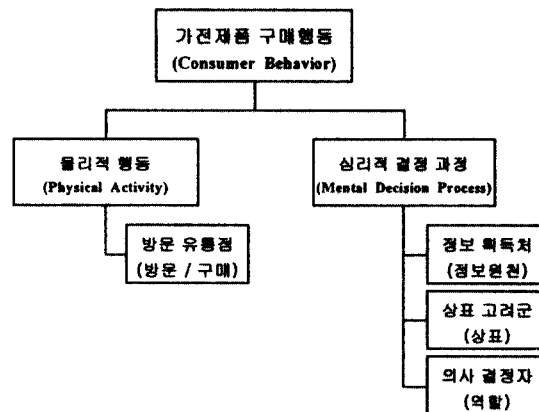 가전제품 구매행동
(Consumer Behavior)
물리적 행동
(Physical Activity)
심리적 결정 과정
(Mental Decision Process)
방문 유통점
(방문 / 구매)
정보 획득처
(정보원천)
상표 고려군
(상표)
의사 결정자
(역할)